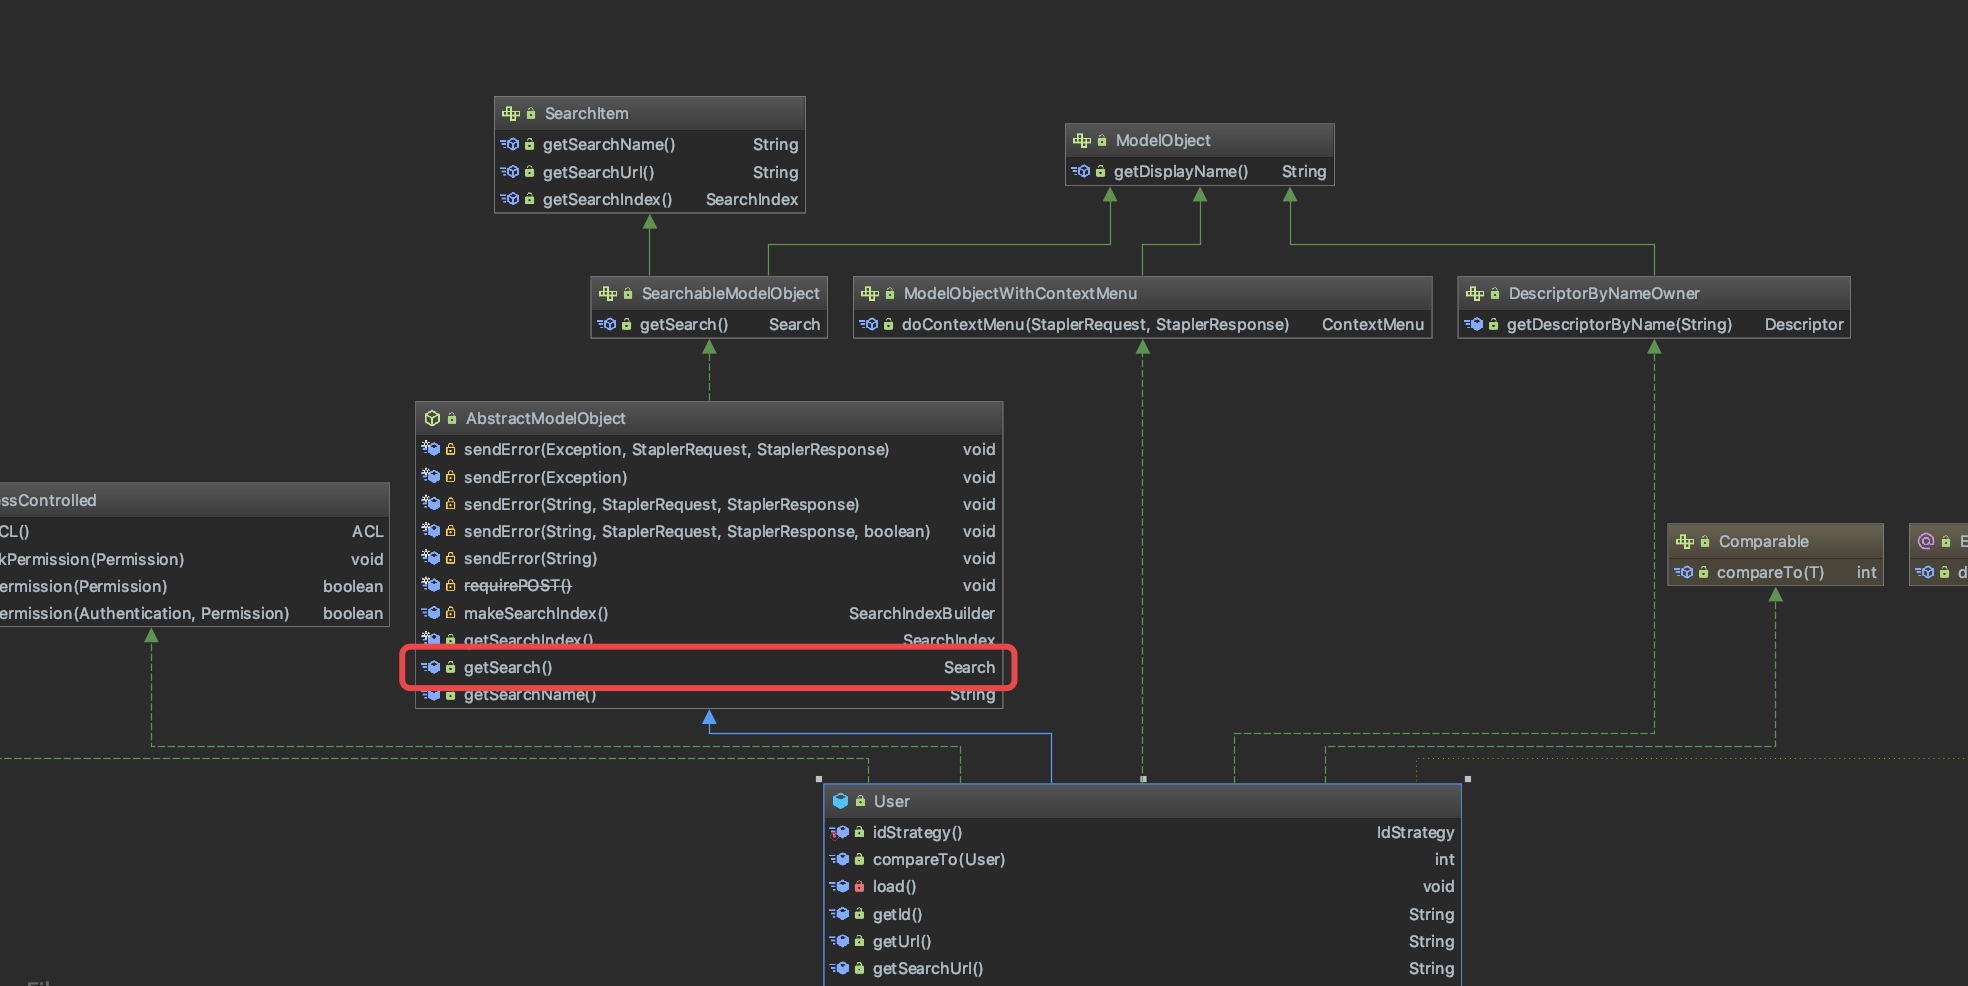 SearchItem
getSearchName() String
getSearchUrl() String
getSearchIndex() SearchIndex
ModelObject
getDisplayName() String
SearchableModelObject
getSearch() Search
ModelObjectWithContextMenu
doContextMenu(StaplerRequest, StaplerResponse) ContextMenu
DescriptorByNameOwner
getDescriptorByName(String) Descriptor
AbstractModelObject
sendError(Exception, StaplerRequest, StaplerResponse) void
sendError(Exception) void
sendError(String, StaplerRequest, StaplerResponse) void
sendError(String, StaplerRequest, StaplerResponse, boolean) void
sendError(String) void
requirePOST() void
makeSearchIndex() SearchIndexBuilder
getSearchIndex() SearchIndex
getSearch() Search
getSearchName() String
essControlled
CL() ACL
kPermission(Permission) void
ermission(Permission) boolean
ermission(Authentication, Permission) boolean
Comparable
compareTo(T) int
User
idStrategy() IdStrategy
compareTo(User) int
load() void
getId() String
getUrl() String
getSearchUrl() String